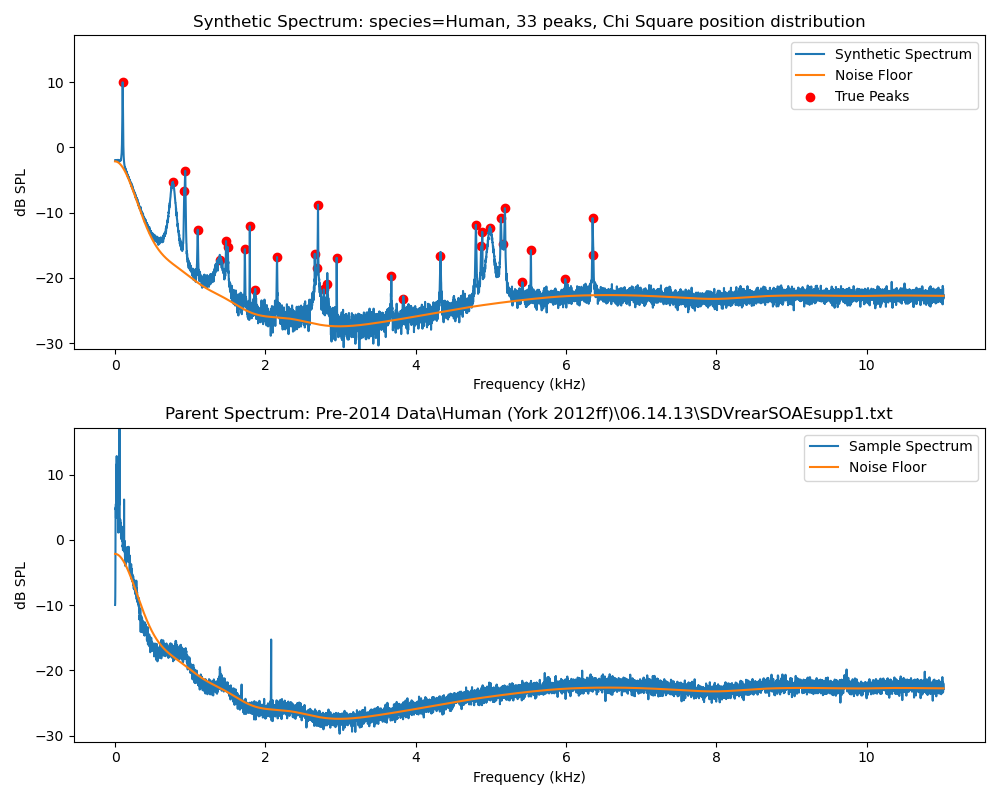 Synthetic Spectrum: species=Human, 33 peaks, Chi Square position distribution
Synthetic Spectrum
Noise Floor
True Peaks
10
0
−10
−20
−30
dB SPL
0 2 4 6 8 10
Frequency (kHz)
Parent Spectrum: Pre-2014 Data\Human (York 2012ff)\06.14.13\SDVrearSOAEsupp1.txt
Sample Spectrum
Noise Floor
10
0
−10
−20
−30
dB SPL
0 2 4 6 8 10
Frequency (kHz)